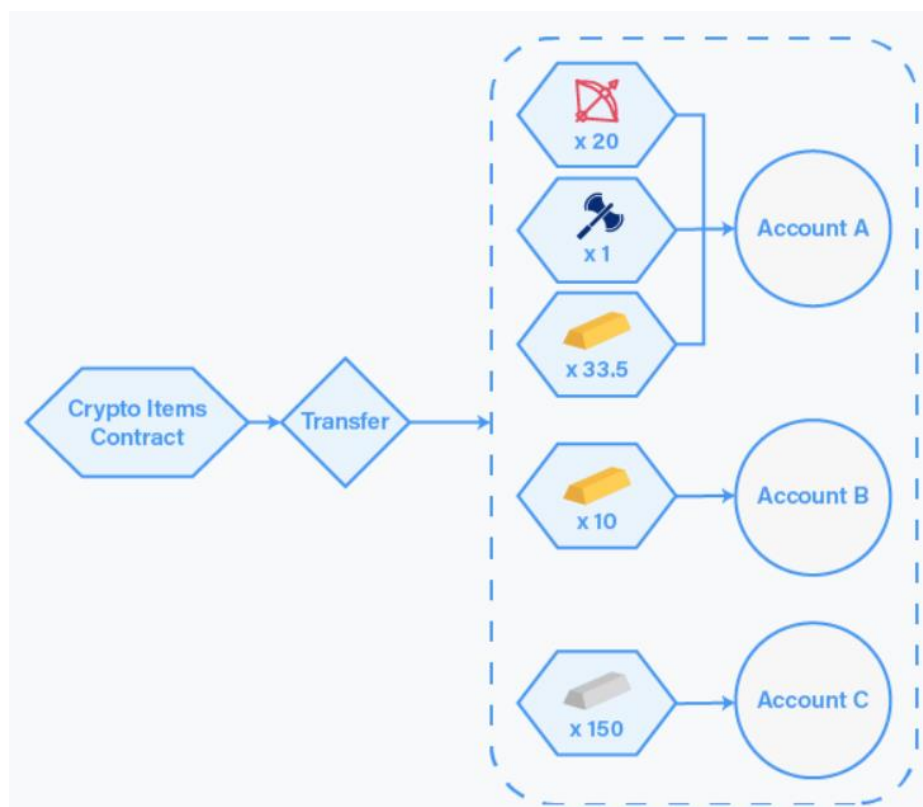 x 20
x 1
Account A
x 33.5
Crypto Items
Contract
Transfer
x 10
Account B
x 150
Account C